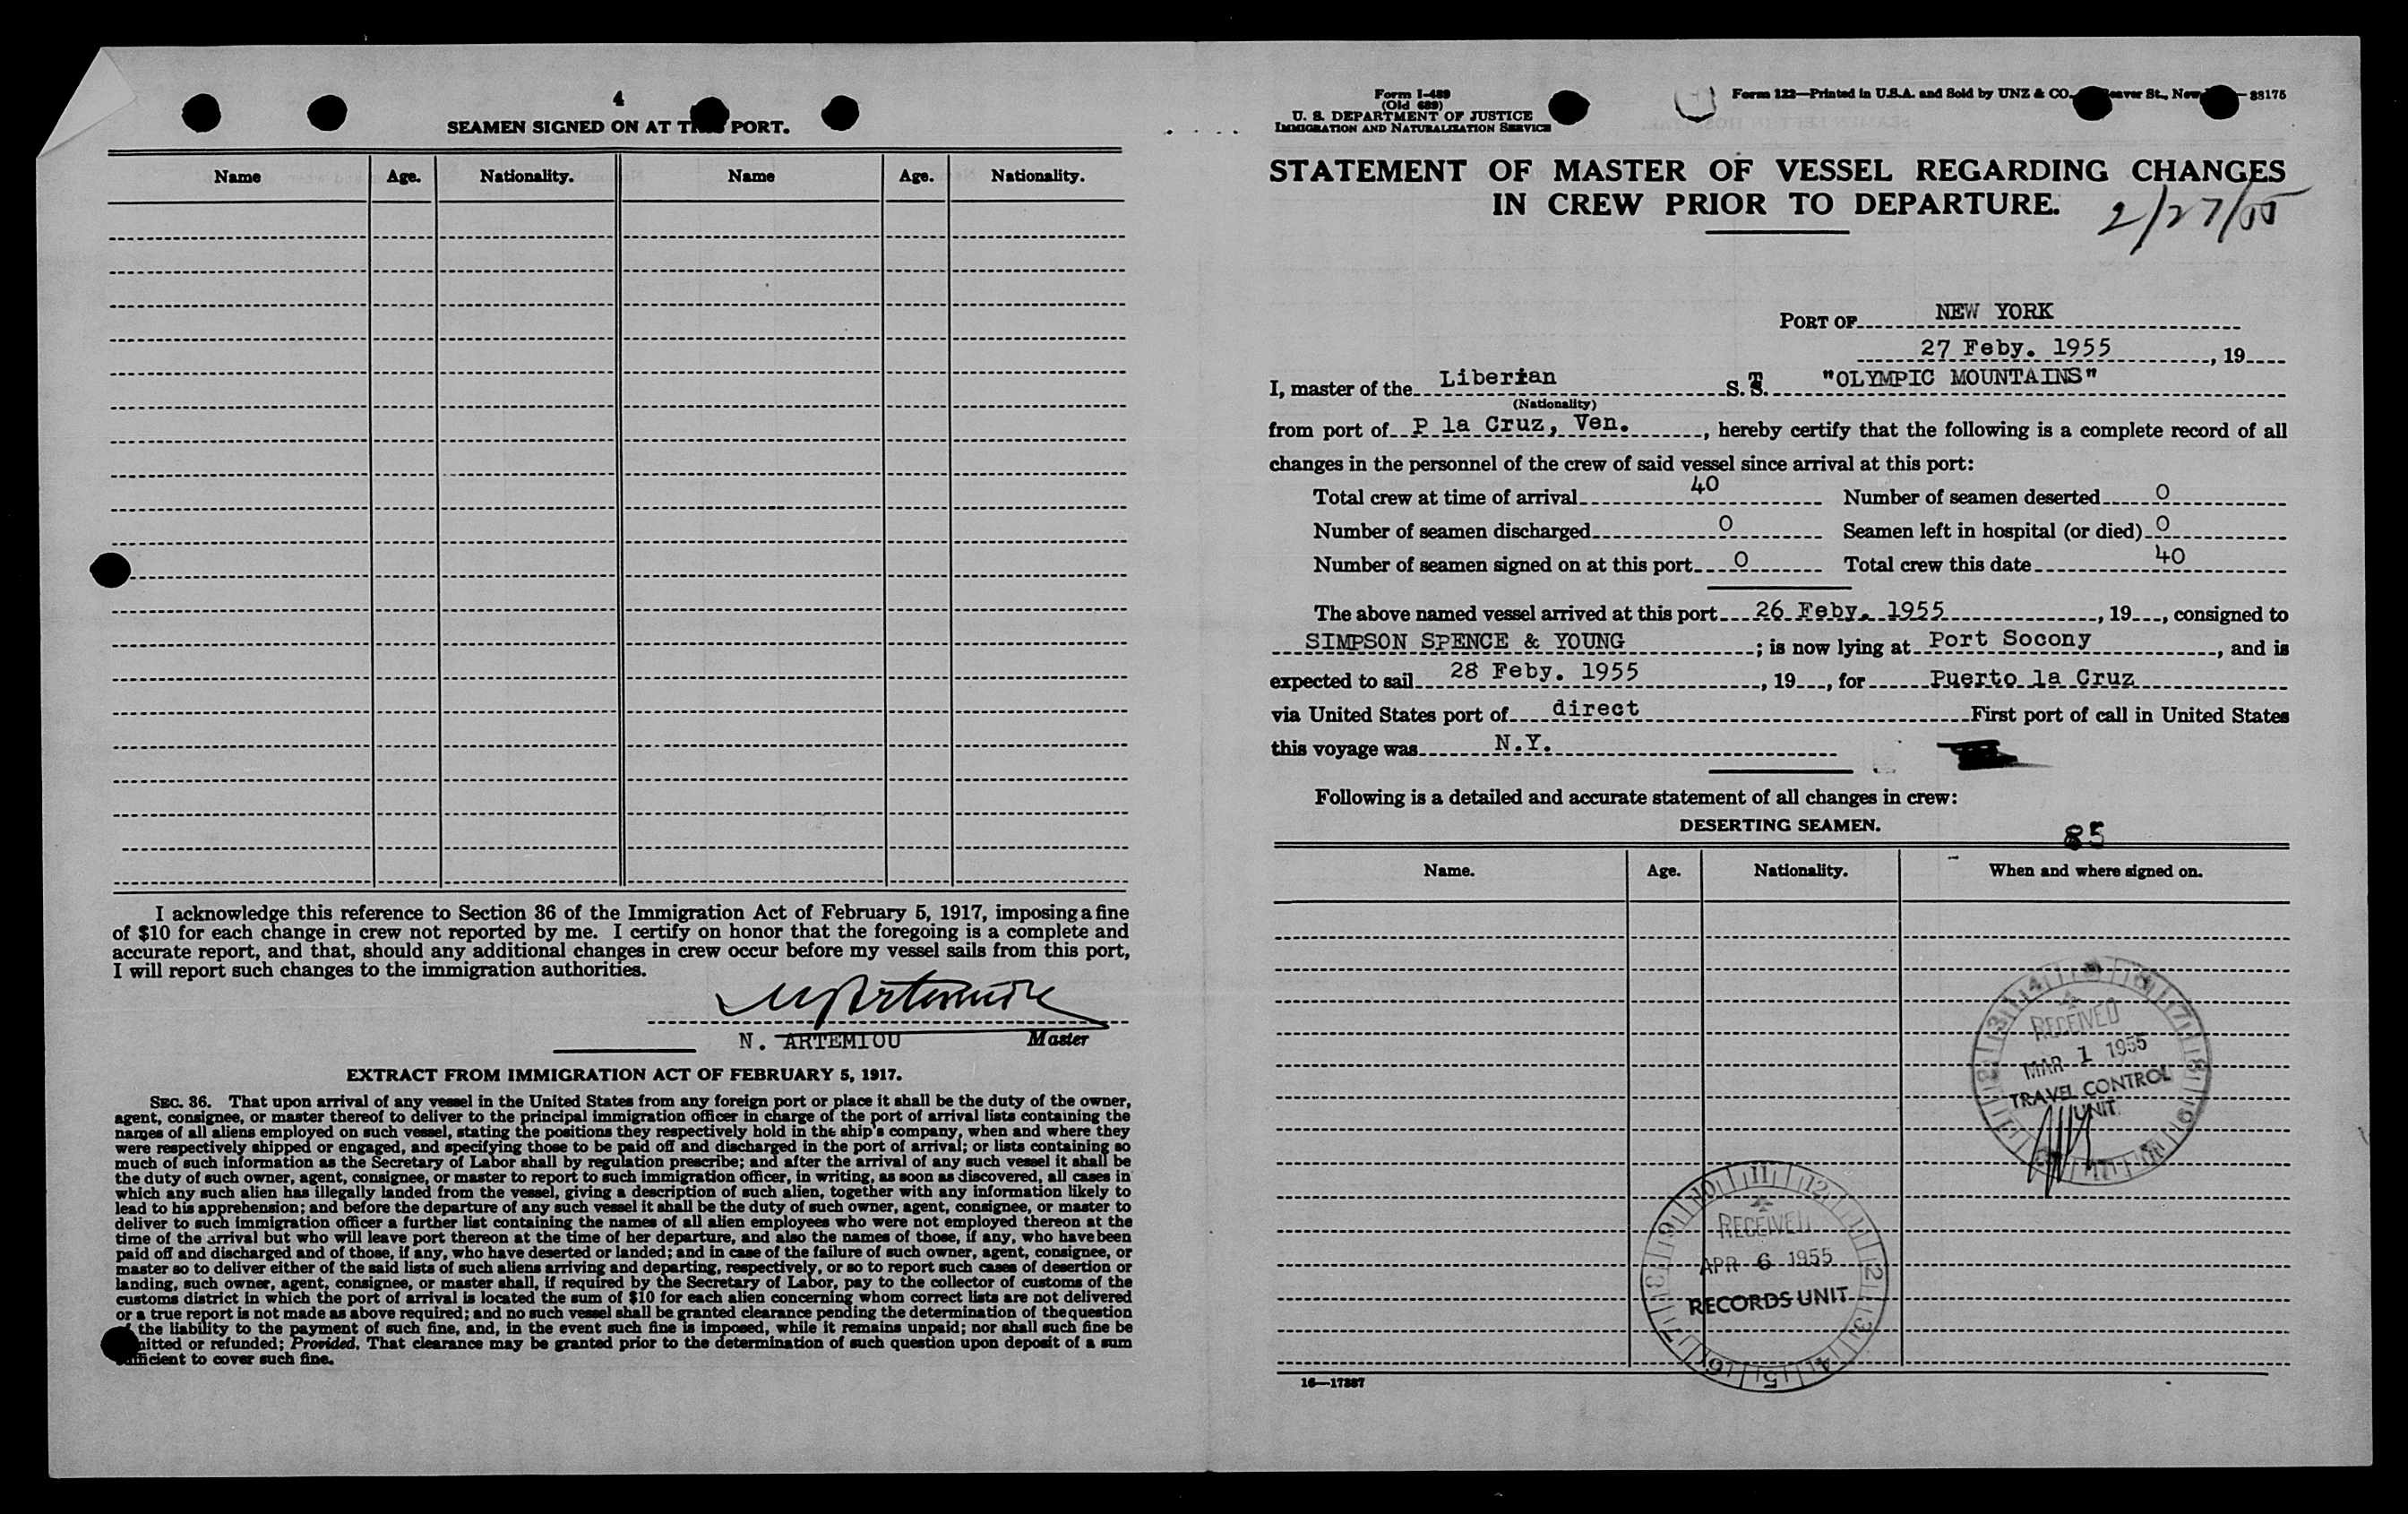 4
SEAMEN SIGNED ON AT PORT.
Name Age. Nationality. Name Age. Nationality.
I acknowledge this reference to Section 36 of the Immigration Act of February 5, 1917, imposing a fine
of $10 for each change in crew not reported by me. I certify on honor that the foregoing is a complete and
accurate report, and that, should any additional changes in crew occur before my vessel sails from this port,
I will report such changes to the immigration authorities.
N. ARTEMIOU Master
EXTRACT FROM IMMIGRATION ACT OF FEBRUARY 5, 1917.
SEC. 36. That upon arrival of any vessel in the United States from any foreign port or place it shall be the duty of the owner,
agent, consignee, or master thereof to deliver to the principal immigration officer in charge of the port of arrival lists containing the
names of all aliens employed on such vessel, stating the positions they respectively hold in the ship's company, when and where they
were respectively shipped or engaged, and specifying those to be paid off and discharged in the port of arrival; or lists containing so
much of such information as the Secretary of Labor shall by regulation prescribe; and after the arrival of any such vessel it shall be
the duty of such owner, agent, consignee, or master to report to such immigration officer, in writing, as soon as discovered, all cases in
which any such alien has illegally landed from the vessel, giving a description of such alien, together with any information likely to
lead to his apprehension; and before the departure of any such vessel it shall be the duty of such owner, agent, consignee, or master to
deliver to such immigration officer a further list containing the names of all alien employees who were not employed thereon at the
time of the arrival but who will leave port thereon at the time of her departure, and also the names of those, if any, who have been
paid off and discharged and of those, if any, who have deserted or landed; and in case of the failure of such owner, agent, consignee, or
master so to deliver either of the said lists of such aliens arriving and departing, respectively, or so to report such cases of desertion or
landing, such owner, agent, consignee, or master shall, if required by the Secretary of Labor, pay to the collector of customs of the
customs district in which the port of arrival is located the sum of $10 for each alien concerning whom correct lists are not delivered
or a true report is not made as above required; and no such vessel shall be granted clearance pending the determination of the question
the liability to the payment of such fine, and, in the event such fine is imposed, while it remains unpaid; nor shall such fine be
mitted or refunded; Provided, That clearance may be granted prior to the determination of such question upon deposit of a sum
sufficient to cover such fine.
Form I-489
(Old 689)
U. S. DEPARTMENT OF JUSTICE
IMMIGRATION AND NATURALIZATION SERVICE
Form 122—Printed in U.S.A. and Sold by UNZ & CO. eaver St., New —38175
STATEMENT OF MASTER OF VESSEL REGARDING CHANGES
IN CREW PRIOR TO DEPARTURE.
2/27/55
PORT OF NEW YORK
27 Feby. 1955, 19
I, master of the Liberian S.T. "OLYMPIC MOUNTAINS"
(Nationality)
from port of P la Cruz, Ven., hereby certify that the following is a complete record of all
changes in the personnel of the crew of said vessel since arrival at this port:
Total crew at time of arrival 40 Number of seamen deserted 0
Number of seamen discharged 0 Seamen left in hospital (or died) 0
Number of seamen signed on at this port 0 Total crew this date 40
The above named vessel arrived at this port 26 Feby. 1955, 19, consigned to
SIMPSON SPENCE & YOUNG; is now lying at Port Socony, and is
expected to sail 28 Feby. 1955, 19, for Puerto la Cruz
via United States port of direct First port of call in United States
this voyage was N.Y.
Following is a detailed and accurate statement of all changes in crew:
DESERTING SEAMEN.
85
Name. Age. Nationality. When and where signed on.
RECEIVED
MAR 1 1955
TRAVEL CONTROL
UNIT
RECEIVED
APR 6 1955
RECORDS UNIT
16—17887